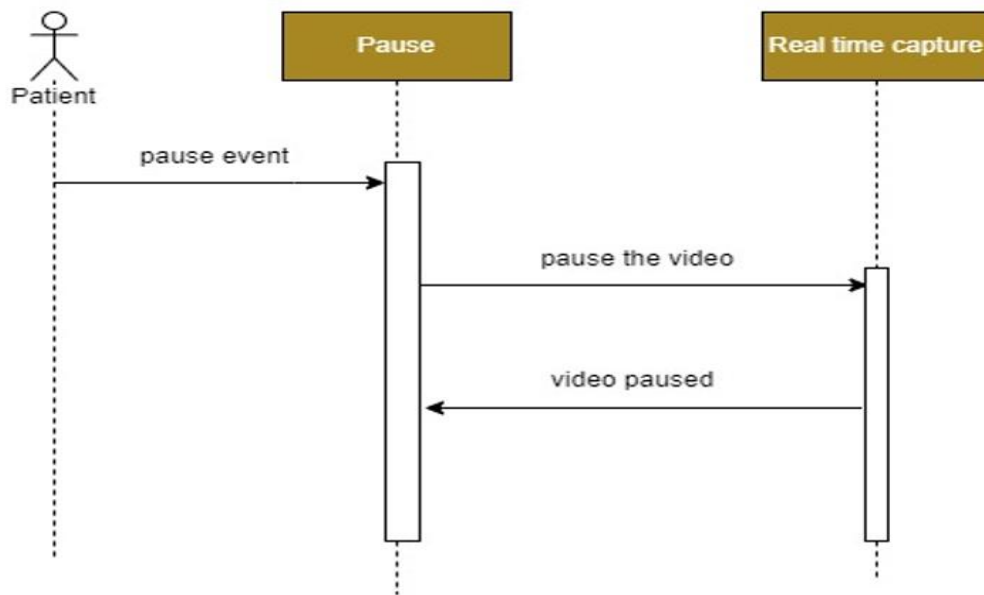 Pause
Real time capture
Patient
pause event
pause the video
video paused